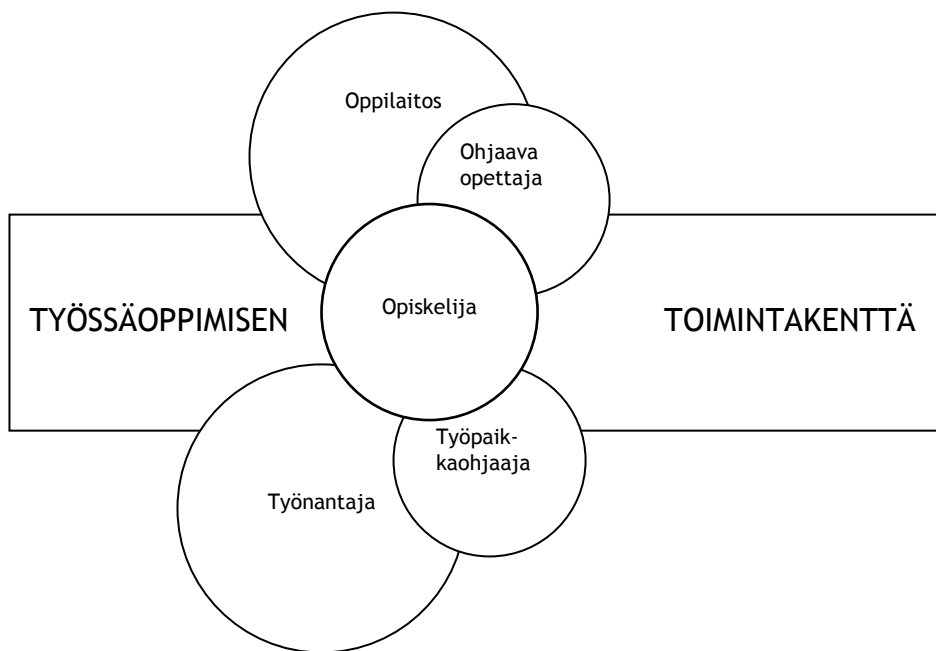 Oppilaitos
Ohjaava
opettaja
TYÖSSÄOPPIMISEN
Opiskelija
TOIMINTAKENTTÄ
Työpaik-
kaohjaaja
Työnantaja